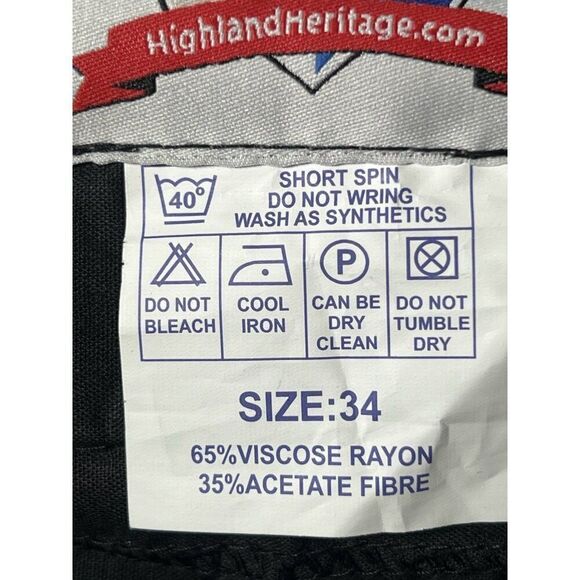 HighlandHeritage.com
40°
SHORT SPIN
DO NOT WRING
WASH AS SYNTHETICS
DO NOT
BLEACH
COOL
IRON
P
CAN BE
DRY
CLEAN
DO NOT
TUMBLE
DRY
SIZE:34
65%VISCOSE RAYON
35%ACETATE FIBRE